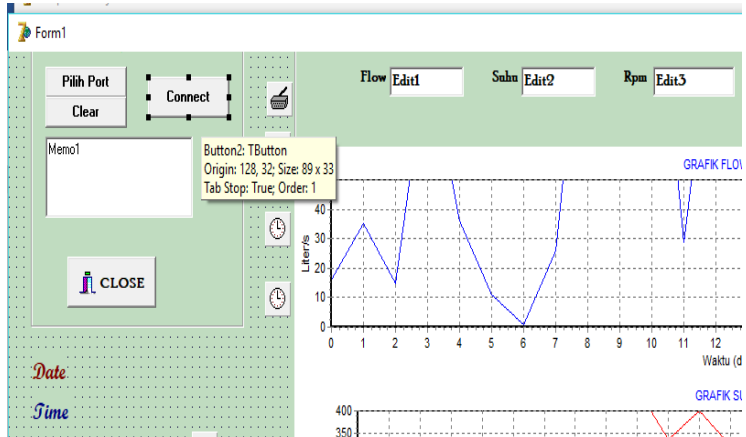 Form1
Pilih Port
Clear
Connect
Flow Edit1
Suhu Edit2
Rpm Edit3
Memo1
Button2: TButton
Origin: 128, 32; Size: 89 x 33
Tab Stop: True; Order: 1
CLOSE
Date
Time
GRAFIK FLOW
Liter/s
40
30
20
10
0
0 1 2 3 4 5 6 7 8 9 10 11 12
Waktu (d
GRAFIK SU
400
350